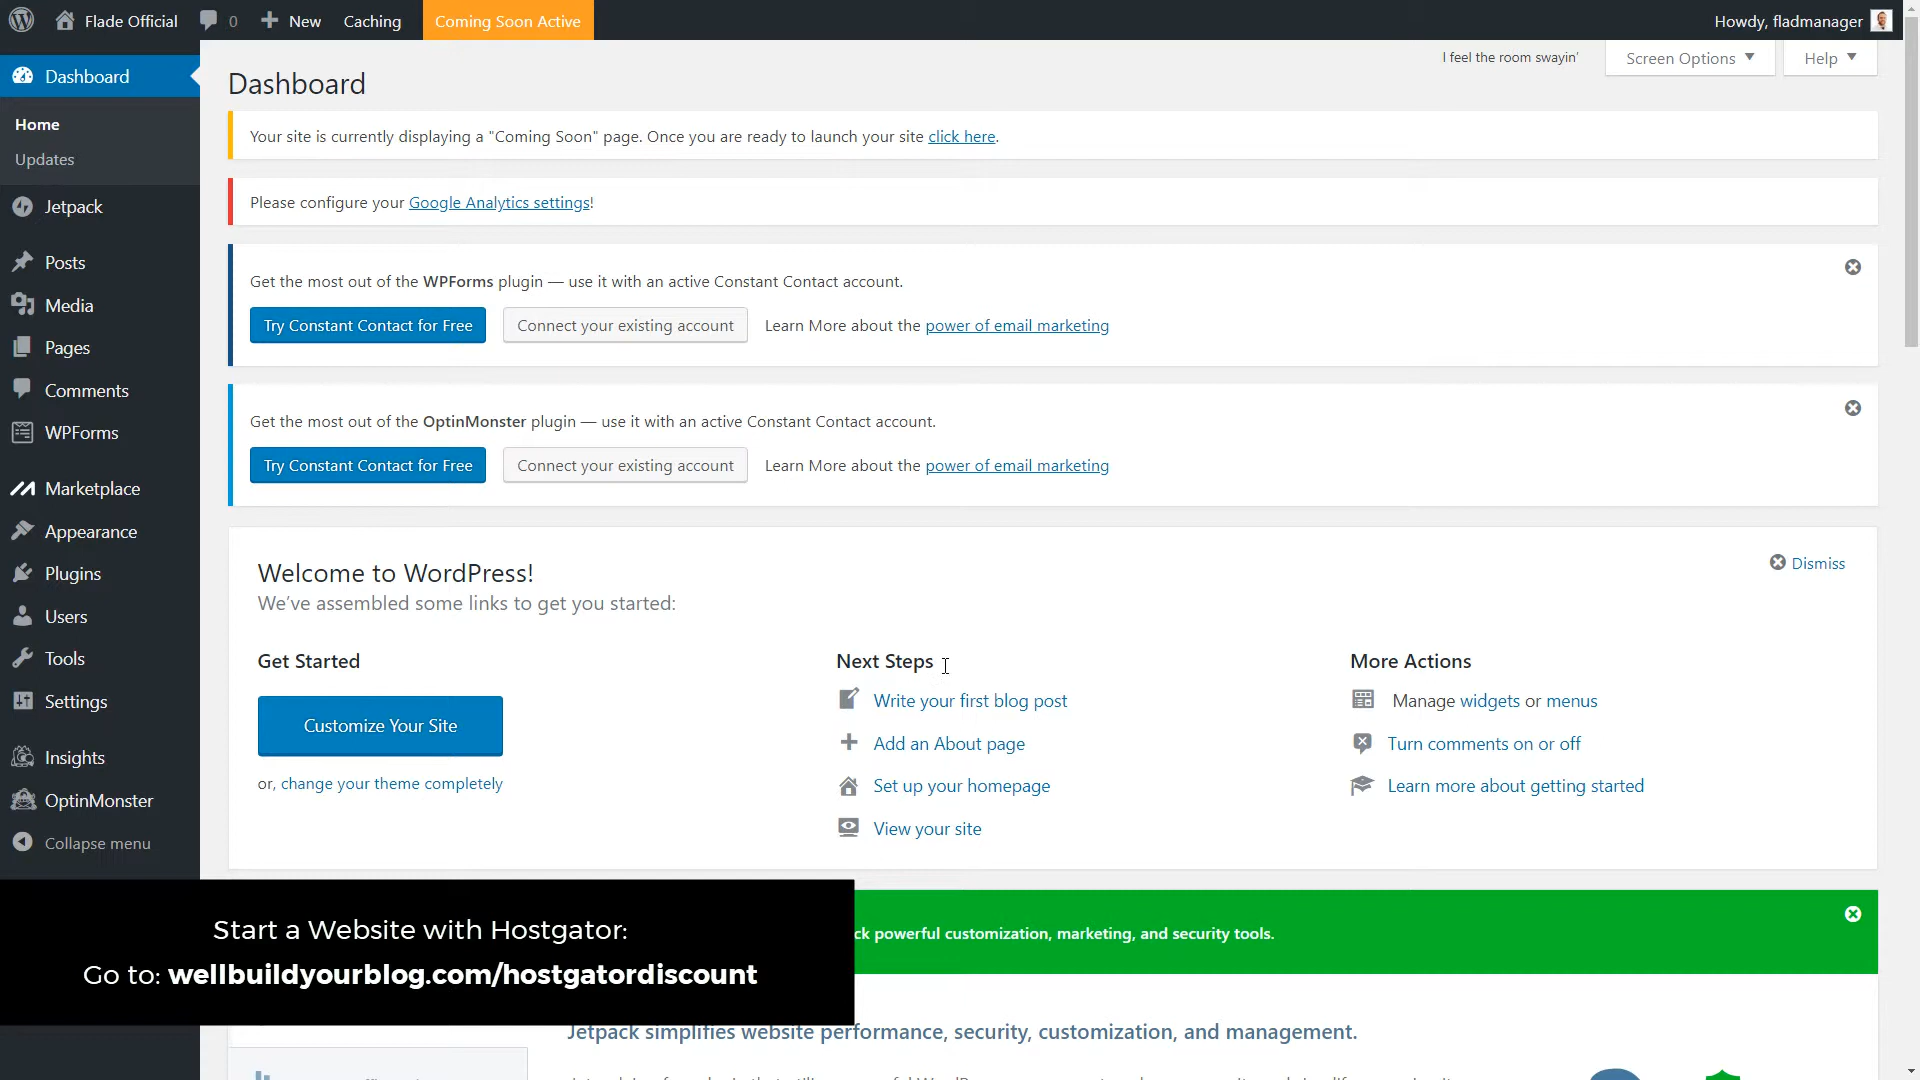 Flade Official
0
New
Caching
Coming Soon Active
Howdy, fladmanager
Dashboard
Home
Updates
Jetpack
Posts
Media
Pages
Comments
WPForms
Marketplace
Appearance
Plugins
Users
Tools
Settings
Insights
OptinMonster
Collapse menu
I feel the room swayin'
Screen Options
Help
Dashboard
Your site is currently displaying a "Coming Soon" page. Once you are ready to launch your site click here.
Please configure your Google Analytics settings!
Get the most out of the WPForms plugin — use it with an active Constant Contact account.
Try Constant Contact for Free
Connect your existing account
Learn More about the power of email marketing
Get the most out of the OptinMonster plugin — use it with an active Constant Contact account.
Try Constant Contact for Free
Connect your existing account
Learn More about the power of email marketing
Welcome to WordPress!
We've assembled some links to get you started:
Dismiss
Get Started
Customize Your Site
or, change your theme completely
Next Steps
Write your first blog post
Add an About page
Set up your homepage
View your site
More Actions
Manage widgets or menus
Turn comments on or off
Learn more about getting started
ck powerful customization, marketing, and security tools.
Start a Website with Hostgator:
Go to: wellbuildyourblog.com/hostgatordiscount
Jetpack simplifies website performance, security, customization, and management.